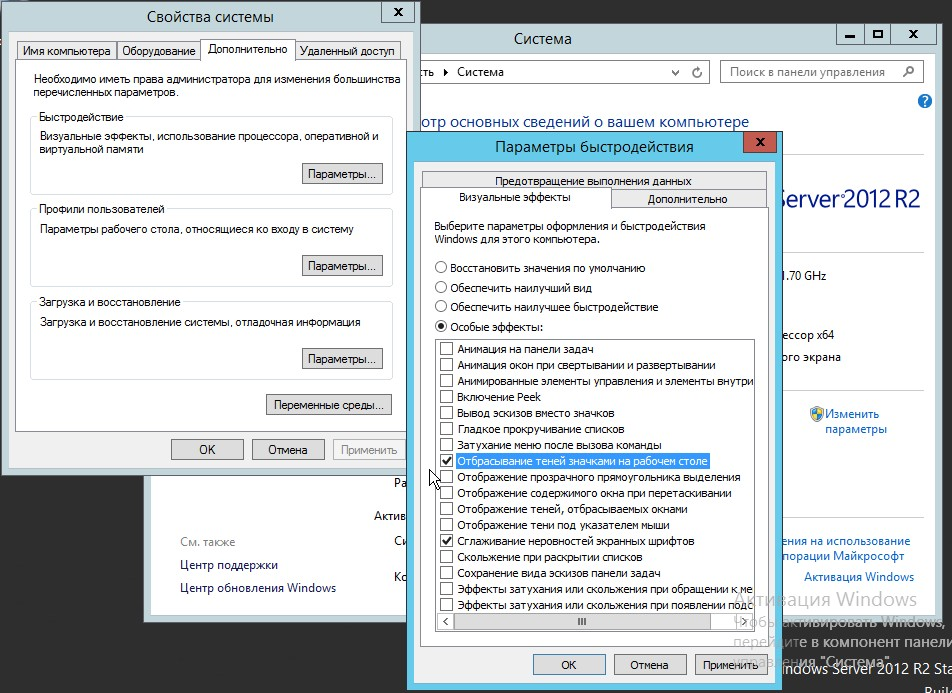 Свойства системы
Имя компьютера
Оборудование
Дополнительно
Удаленный доступ
Необходимо иметь права администратора для изменения большинства
перечисленных параметров.
Быстродействие
Визуальные эффекты, использование процессора, оперативной и
виртуальной памяти
Параметры...
Профили пользователей
Параметры рабочего стола, относящиеся ко входу в систему
Параметры...
Загрузка и восстановление
Загрузка и восстановление системы, отладочная информация
Параметры...
Переменные среды...
ОК
Отмена
Применить
Система
Система
Поиск в панели управления
отр основных сведений о вашем компьютере
Server 2012 R2
1.70 GHz
ессор x64
ого экрана
Изменить
параметры
Параметры быстродействия
Предотвращение выполнения данных
Визуальные эффекты
Дополнительно
Выберите параметры оформления и быстродействия
Windows для этого компьютера.
Восстановить значения по умолчанию
Обеспечить наилучший вид
Обеспечить наилучшее быстродействие
Особые эффекты:
Анимация на панели задач
Анимация окон при свертывании и развертывании
Анимированные элементы управления и элементы внутри
Включение Peek
Вывод эскизов вместо значков
Гладкое прокручивание списков
Затухание меню после вызова команды
Отбрасывание теней значками на рабочем столе
Отображение прозрачного прямоугольника выделения
Отображение содержимого окна при перетаскивании
Отображение теней, отбрасываемых окнами
Отображение тени под указателем мыши
Сглаживание неровностей экранных шрифтов
Скольжение при раскрытии списков
Сохранение вида эскизов панели задач
Эффекты затухания или скольжения при обращении к ме
Эффекты затухания или скольжения при появлении подс
ОК
Отмена
Применить
Ра
Актив
См. также
Центр поддержки
Ко
Центр обновления Windows
ения на использование
порации Майкрософт
Активация Windows
Активация Windows
Чтобы активировать Windows,
перейдите в компонент панели
управления "Система".
indows Server 2012 R2 Sta